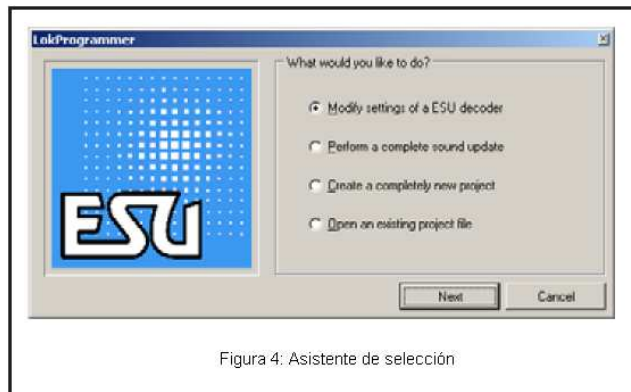 LokProgrammer
What would you like to do?
Modify settings of a ESU decoder
Perform a complete sound update
Create a completely new project
Open an existing project file
ESU
Next
Cancel
Figura 4: Asistente de selección